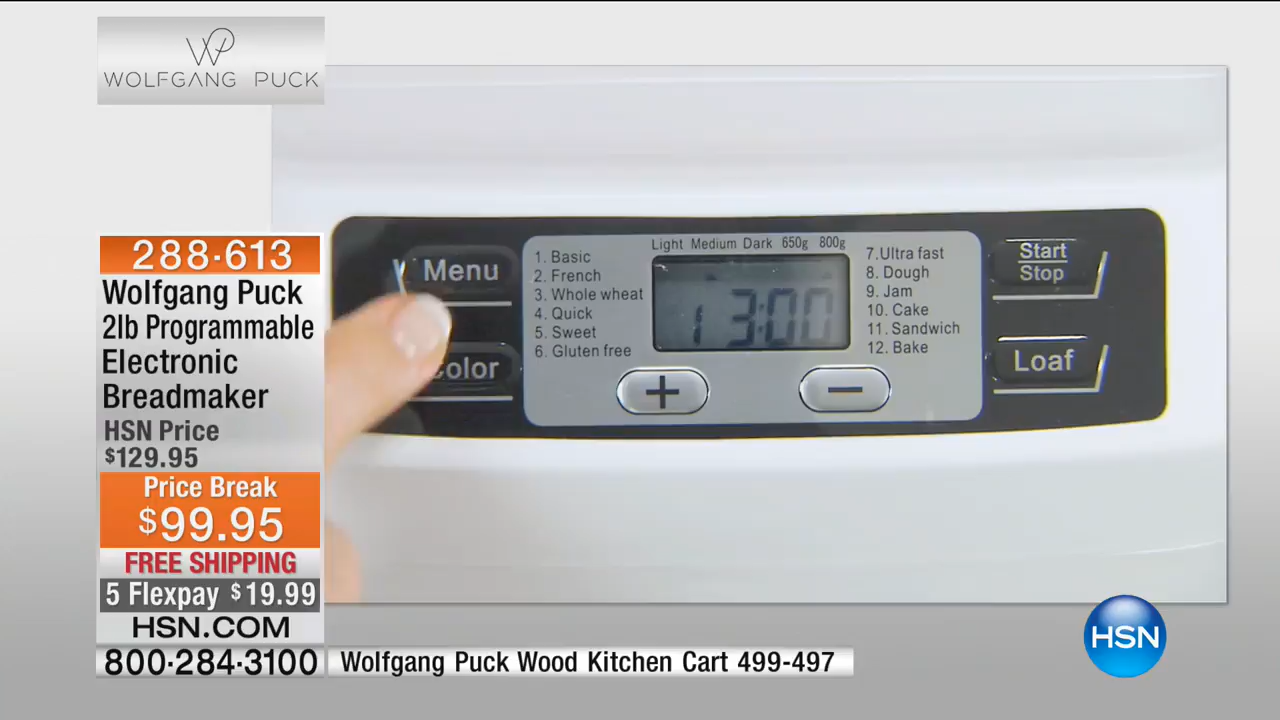 WP
WOLFGANG PUCK
288·613
Wolfgang Puck
2lb Programmable
Electronic
Breadmaker
HSN Price
$129.95
Price Break
$99.95
FREE SHIPPING
5 Flexpay $19.99
HSN.COM
800·284·3100
Wolfgang Puck Wood Kitchen Cart 499-497
HSN
Menu
Color
1. Basic
2. French
3. Whole wheat
4. Quick
5. Sweet
6. Gluten free
Light Medium Dark 650g 800g
1 3:00
+
−
7.Ultra fast
8. Dough
9. Jam
10. Cake
11. Sandwich
12. Bake
Start
Stop
Loaf